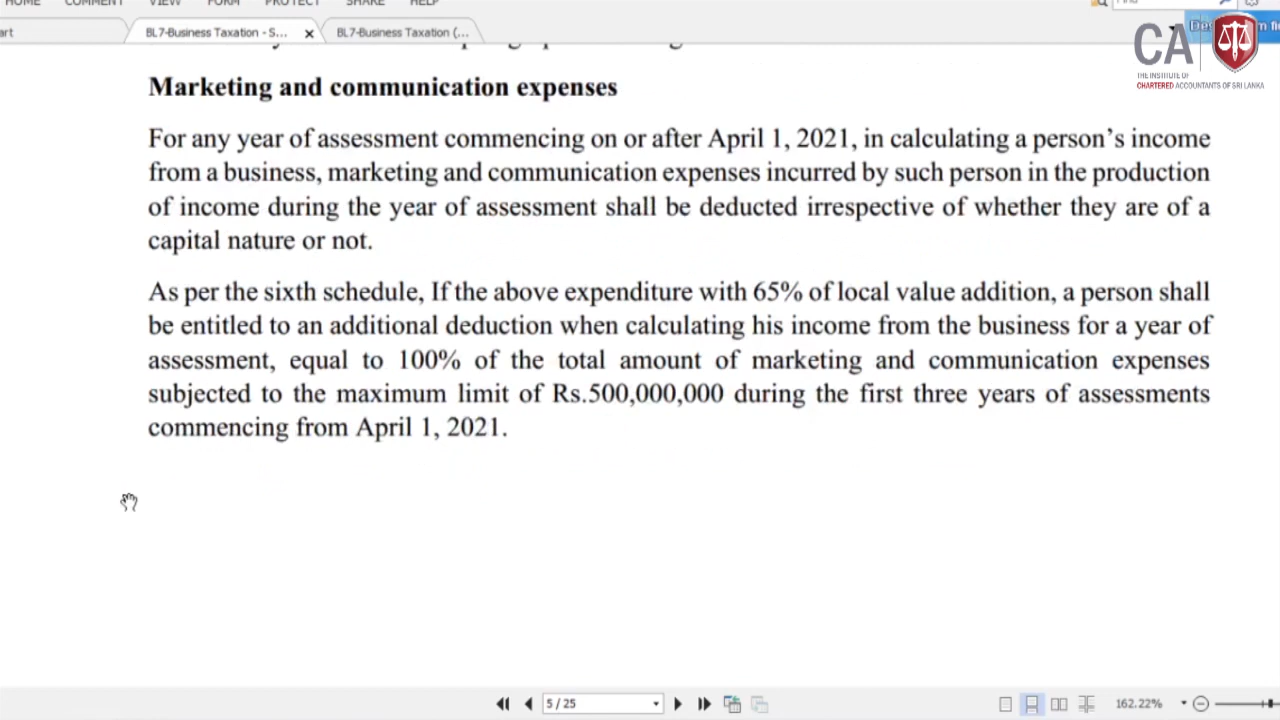 HOME COMMENT VIEW FORM PROTECT SHARE HELP
art BL7-Business Taxation - S... BL7-Business Taxation (...
CA
THE INSTITUTE OF
CHARTERED ACCOUNTANTS OF SRI LANKA
Marketing and communication expenses
For any year of assessment commencing on or after April 1, 2021, in calculating a person’s income
from a business, marketing and communication expenses incurred by such person in the production
of income during the year of assessment shall be deducted irrespective of whether they are of a
capital nature or not.
As per the sixth schedule, If the above expenditure with 65% of local value addition, a person shall
be entitled to an additional deduction when calculating his income from the business for a year of
assessment, equal to 100% of the total amount of marketing and communication expenses
subjected to the maximum limit of Rs.500,000,000 during the first three years of assessments
commencing from April 1, 2021.
5 / 25
162.22%